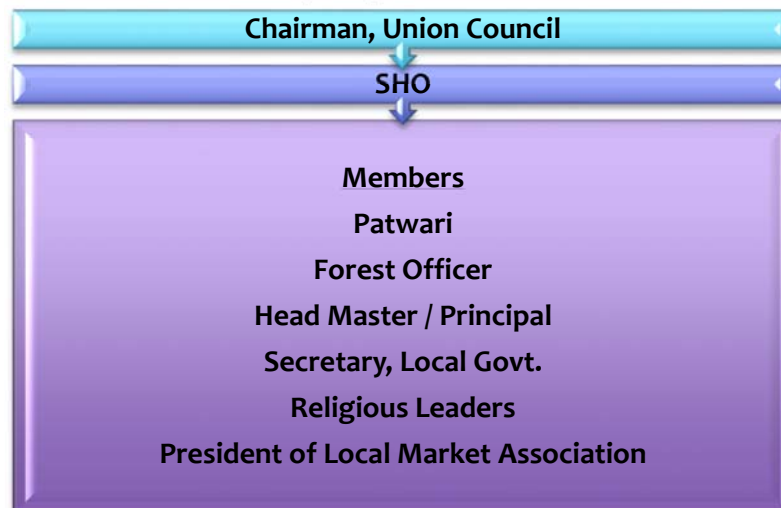 Chairman, Union Council
SHO
Members
Patwari
Forest Officer
Head Master / Principal
Secretary, Local Govt.
Religious Leaders
President of Local Market Association